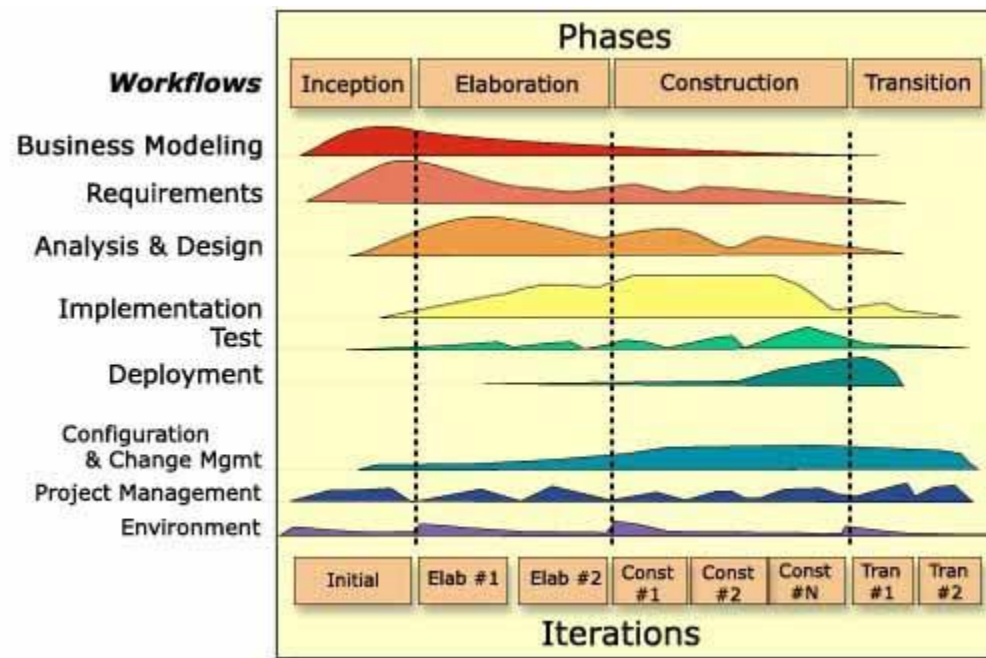 Phases
Workflows
Inception
Elaboration
Construction
Transition
Business Modeling
Requirements
Analysis & Design
Implementation
Test
Deployment
Configuration
& Change Mgmt
Project Management
Environment
Initial
Elab #1
Elab #2
Const
#1
Const
#2
Const
#N
Tran
#1
Tran
#2
Iterations